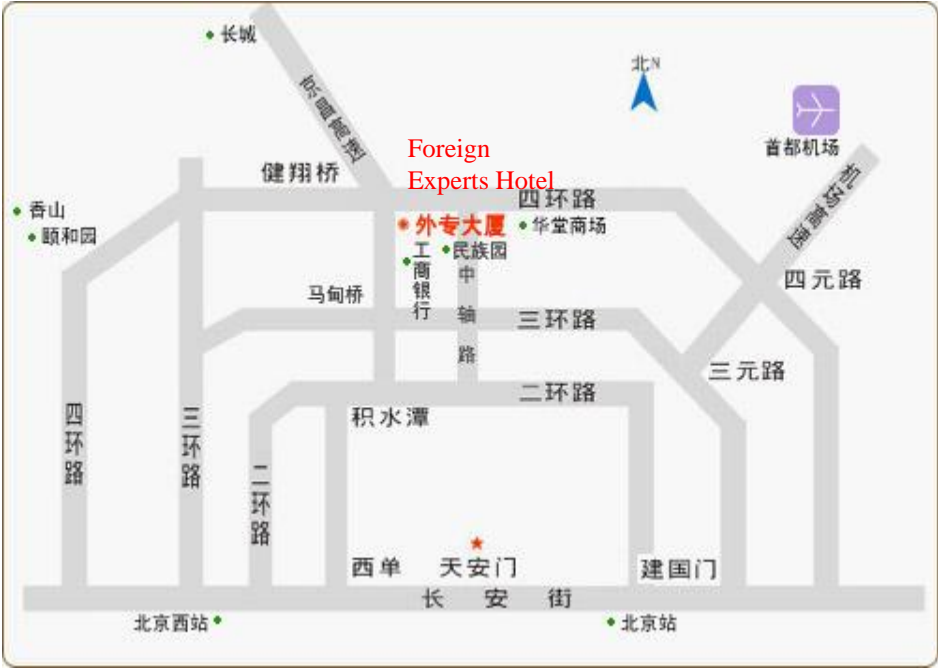 长城
北N
首都机场
京昌高速
机场高速
Foreign
Experts Hotel
健翔桥
四环路
香山
颐和园
外专大厦
华堂商场
工商银行
民族园
中轴路
四元路
马甸桥
三环路
三元路
二环路
积水潭
四环路
三环路
二环路
西单
天安门
建国门
长安街
北京西站
北京站